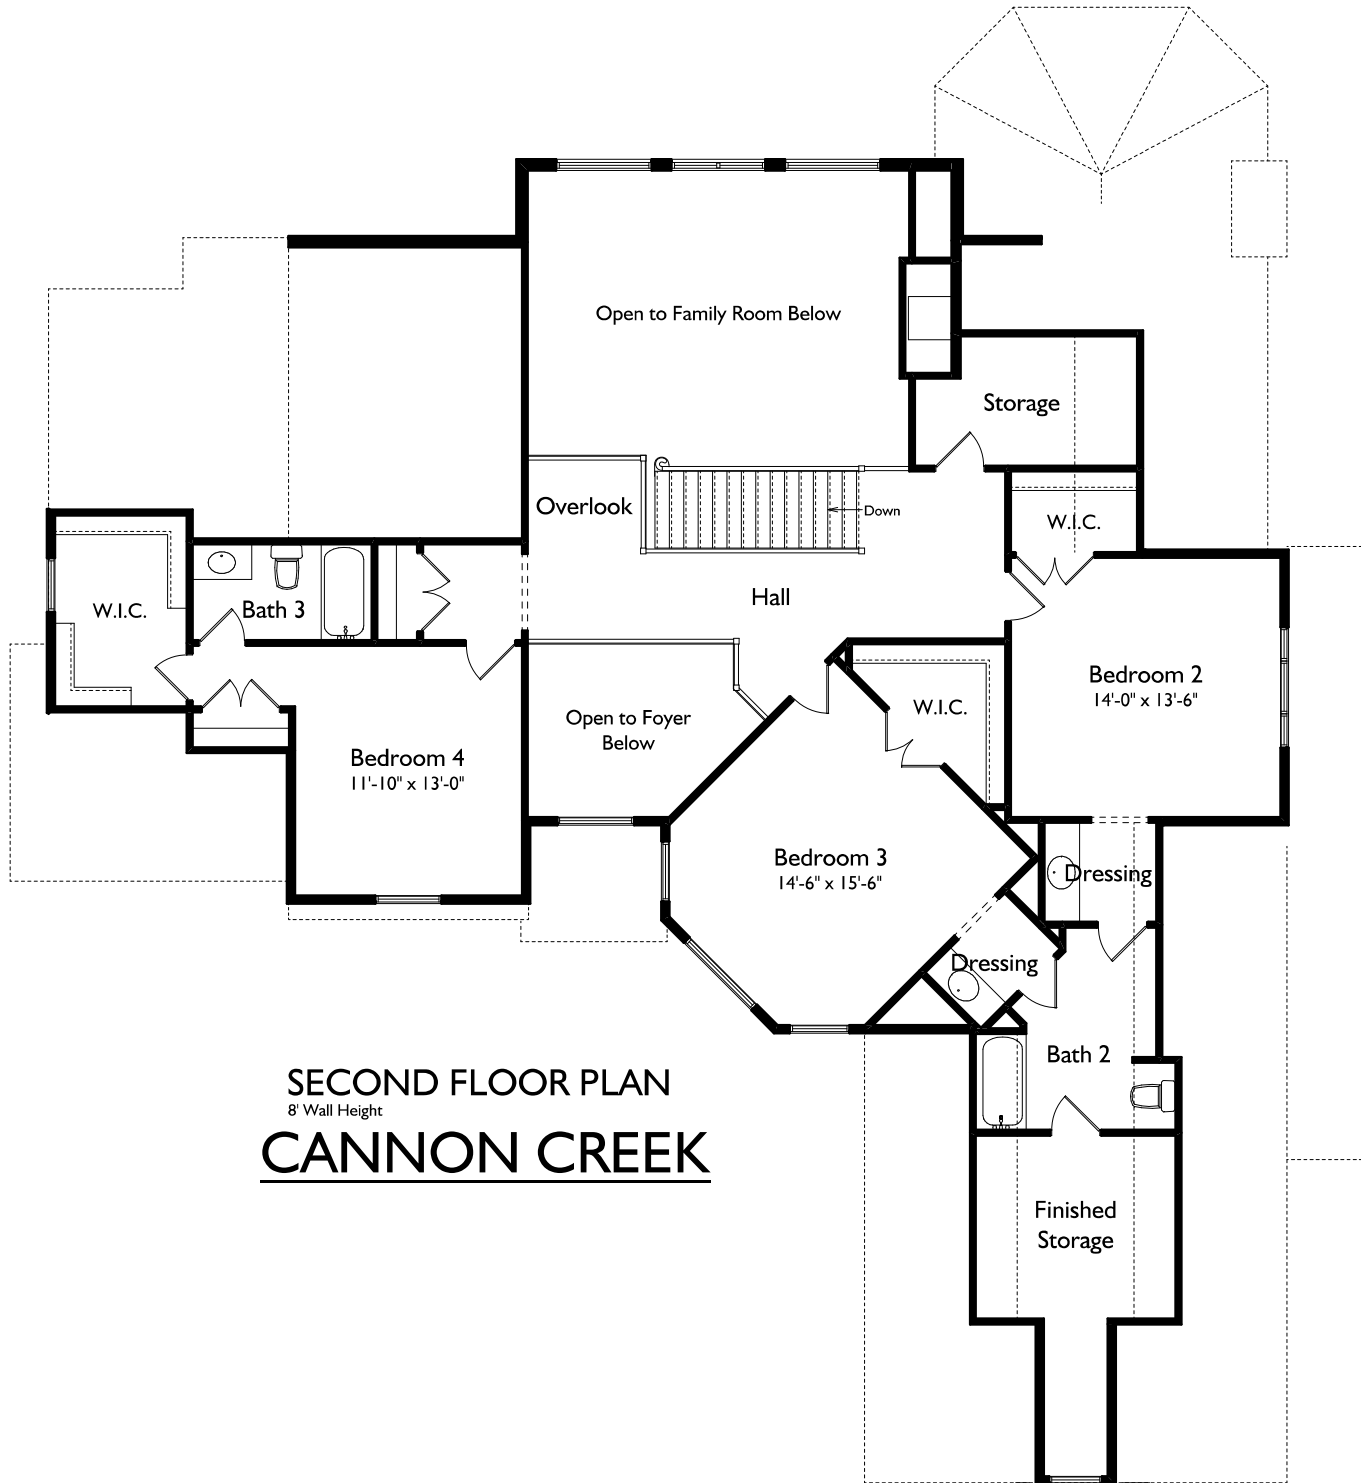 Open to Family Room Below
Storage
Overlook
Down
W.I.C.
Hall
W.I.C.
Bath 3
Bedroom 2
14'-0" x 13'-6"
W.I.C.
Open to Foyer
Below
Bedroom 4
11'-10" x 13'-0"
Bedroom 3
14'-6" x 15'-6"
Dressing
Dressing
Bath 2
SECOND FLOOR PLAN
8' Wall Height
CANNON CREEK
Finished
Storage